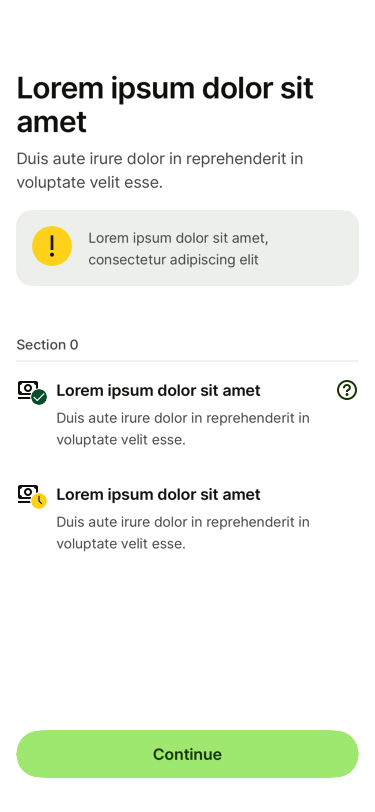 Lorem ipsum dolor sit
amet
Duis aute irure dolor in reprehenderit in
voluptate velit esse.
Lorem ipsum dolor sit amet,
consectetur adipiscing elit
Section 0
Lorem ipsum dolor sit amet
Duis aute irure dolor in reprehenderit in
voluptate velit esse.
Lorem ipsum dolor sit amet
Duis aute irure dolor in reprehenderit in
voluptate velit esse.
Continue